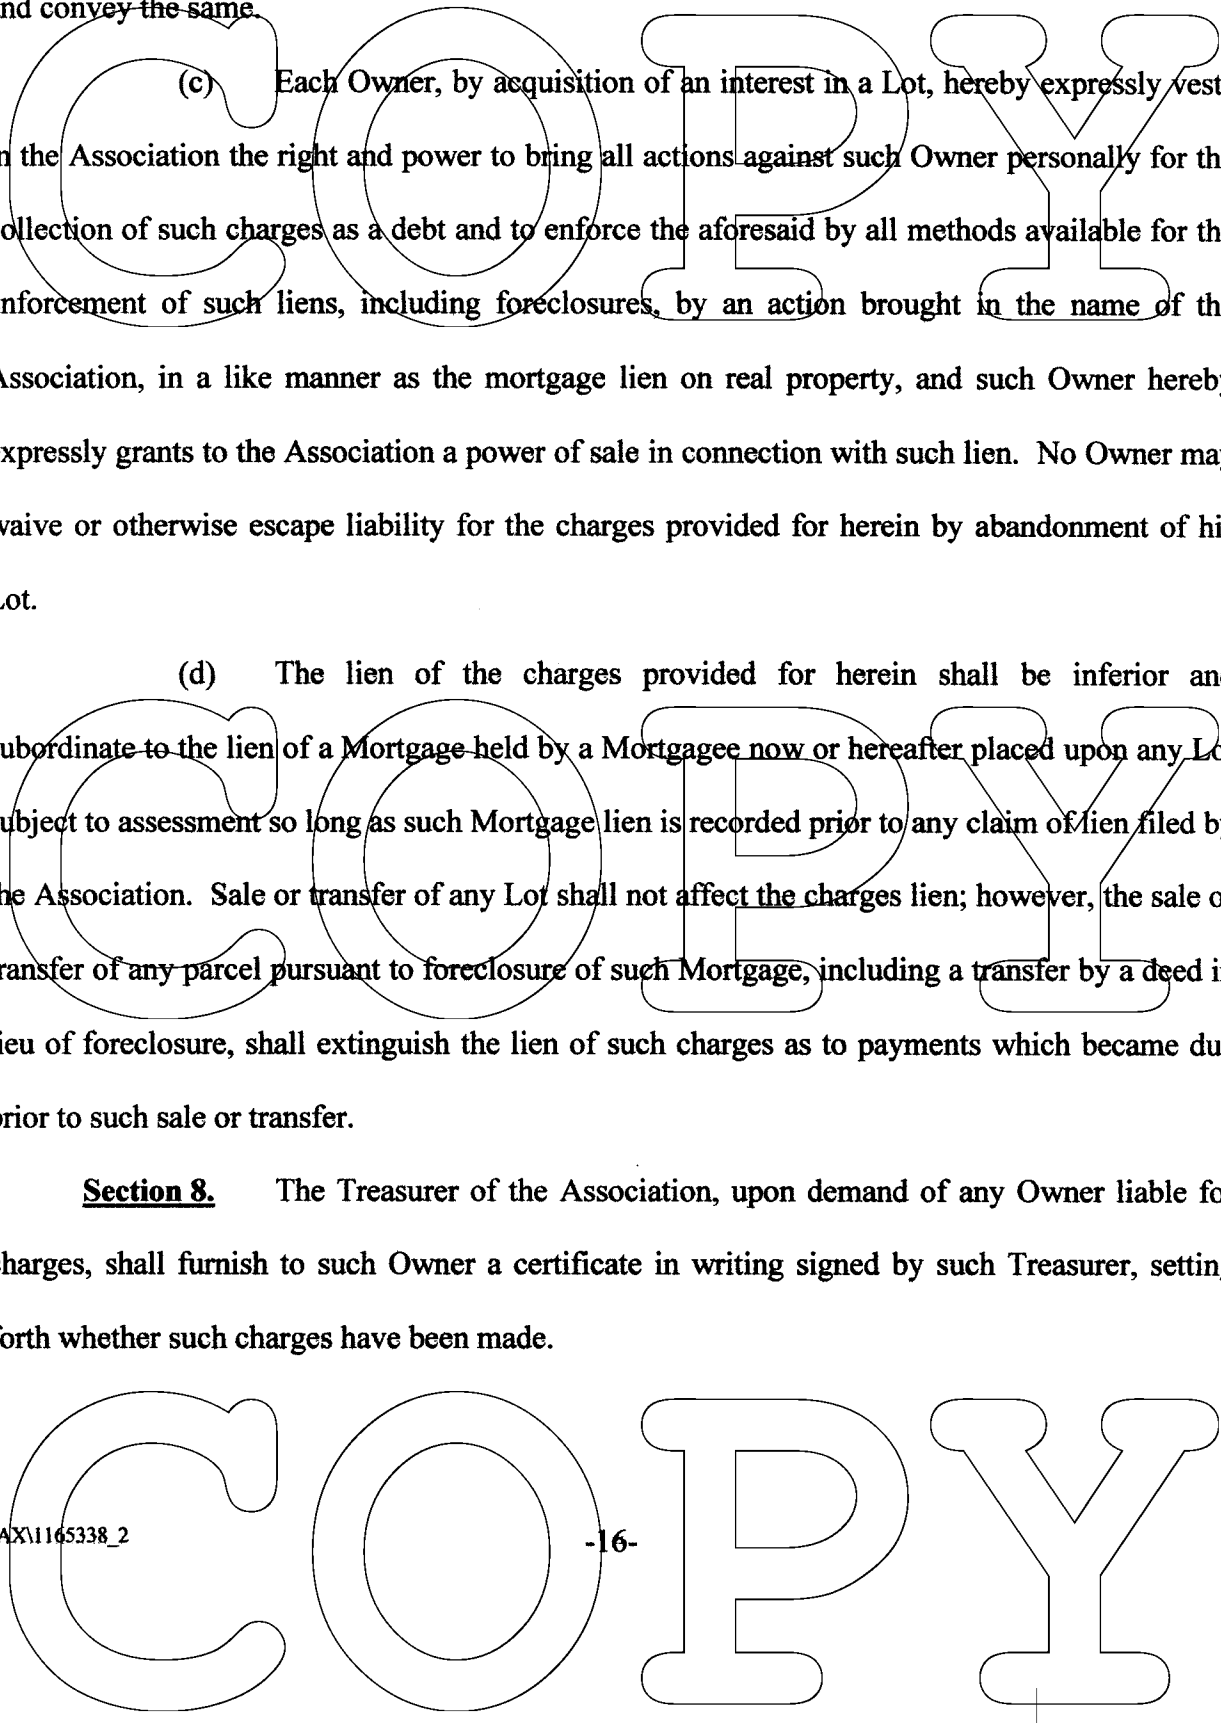 nd convey the same.
(c) Each Owner, by acquisition of an interest in a Lot, hereby expressly vest
n the Association the right and power to bring all actions against such Owner personally for th
ollection of such charges as a debt and to enforce the aforesaid by all methods available for th
nforcement of such liens, including foreclosures, by an action brought in the name of th
Association, in a like manner as the mortgage lien on real property, and such Owner hereby
xpressly grants to the Association a power of sale in connection with such lien. No Owner may
waive or otherwise escape liability for the charges provided for herein by abandonment of hi
Lot.
(d) The lien of the charges provided for herein shall be inferior an
ubordinate to the lien of a Mortgage held by a Mortgagee now or hereafter placed upon any Lo
ubject to assessment so long as such Mortgage lien is recorded prior to any claim of lien filed by
he Association. Sale or transfer of any Lot shall not affect the charges lien; however, the sale o
ransfer of any parcel pursuant to foreclosure of such Mortgage, including a transfer by a deed i
ieu of foreclosure, shall extinguish the lien of such charges as to payments which became du
prior to such sale or transfer.
Section 8. The Treasurer of the Association, upon demand of any Owner liable fo
harges, shall furnish to such Owner a certificate in writing signed by such Treasurer, settin
forth whether such charges have been made.
AX\1165338_2
-16-
COPY
COPY
COPY